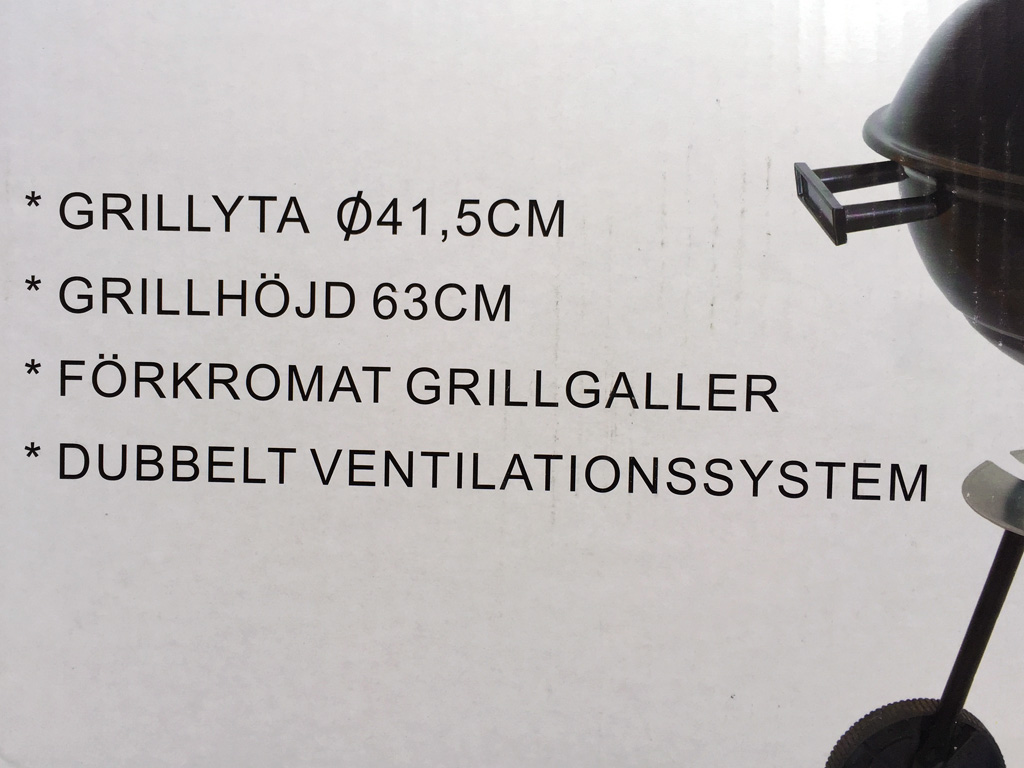 * GRILLYTA Ø41,5CM
* GRILLHÖJD 63CM
* FÖRKROMAT GRILLGALLER
* DUBBELT VENTILATIONSSYSTEM